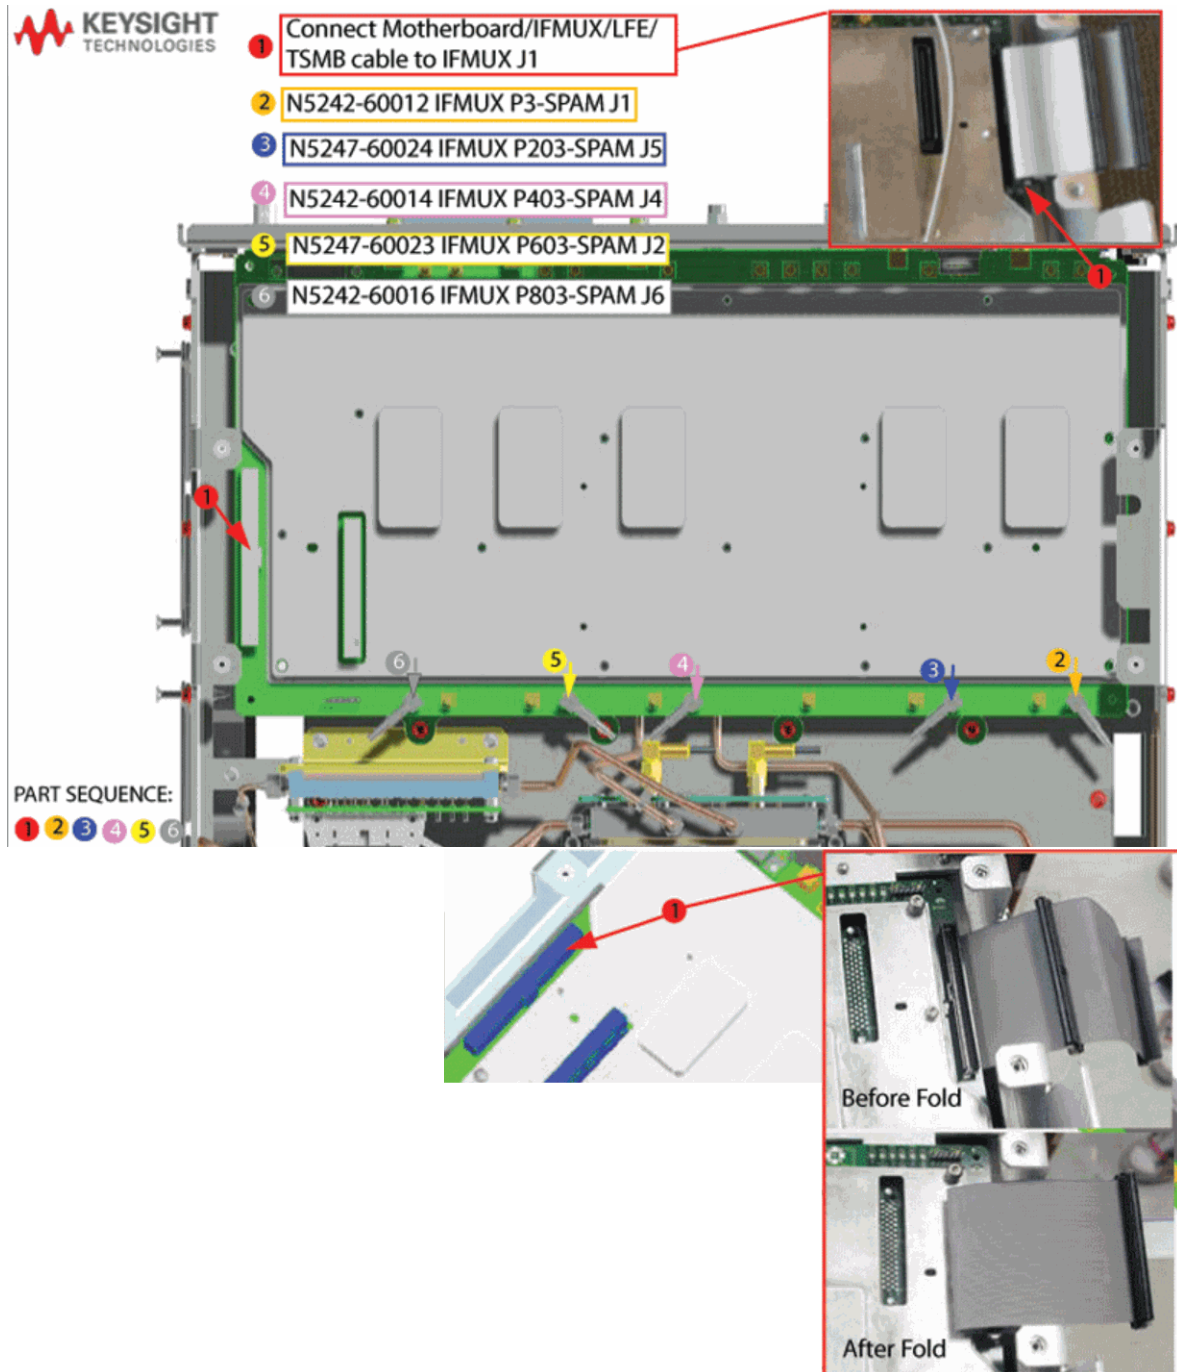 KEYSIGHT
TECHNOLOGIES
1 Connect Motherboard/IFMUX/LFE/
TSMB cable to IFMUX J1
2 N5242-60012 IFMUX P3-SPAM J1
3 N5247-60024 IFMUX P203-SPAM J5
4 N5242-60014 IFMUX P403-SPAM J4
5 N5247-60023 IFMUX P603-SPAM J2
6 N5242-60016 IFMUX P803-SPAM J6
1
1
6
5
4
3
2
PART SEQUENCE:
1 2 3 4 5 6
1
Before Fold
After Fold